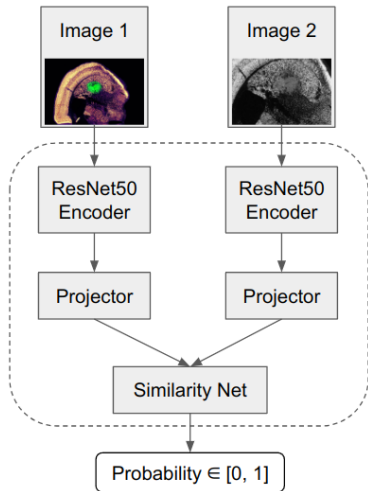 Image 1
Image 2
ResNet50
Encoder
ResNet50
Encoder
Projector
Projector
Similarity Net
Probability ∈ [0, 1]